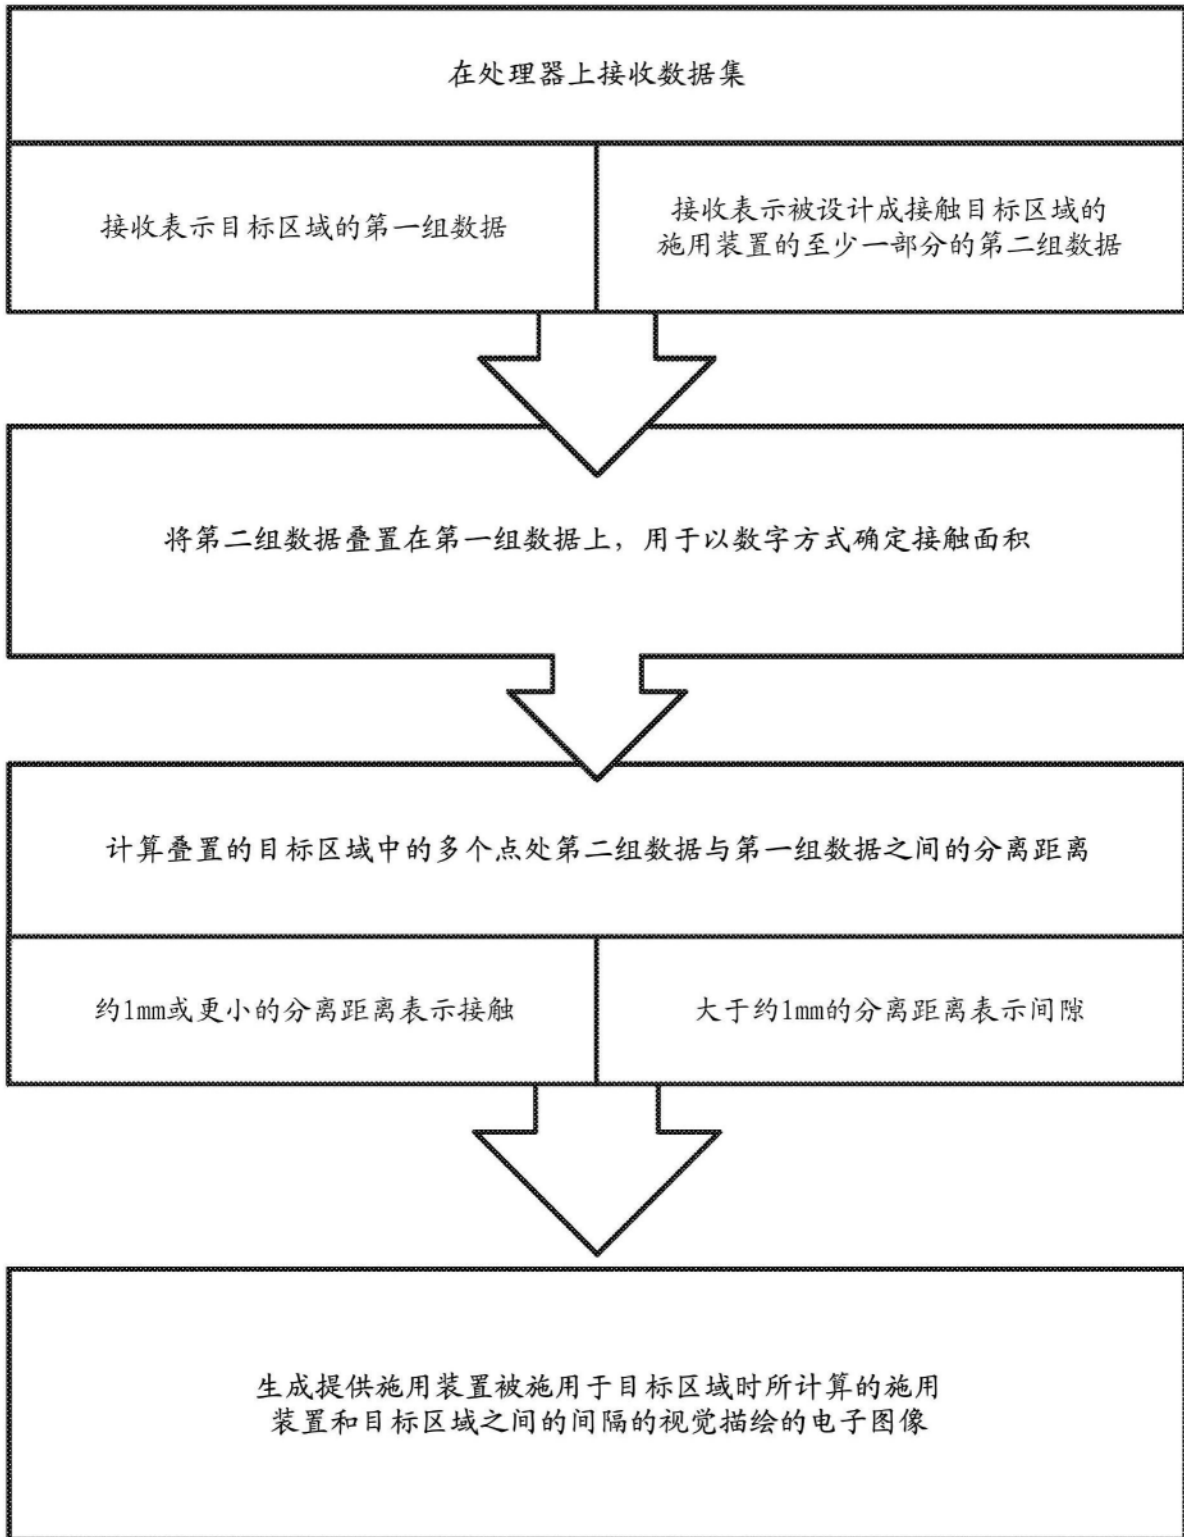 在处理器上接收数据集
接收表示目标区域的第一组数据
接收表示被设计成接触目标区域的
施用装置的至少一部分的第二组数据
将第二组数据叠置在第一组数据上，用于以数字方式确定接触面积
计算叠置的目标区域中的多个点处第二组数据与第一组数据之间的分离距离
约1mm或更小的分离距离表示接触
大于约1mm的分离距离表示间隙
生成提供施用装置被施用于目标区域时所计算的施用
装置和目标区域之间的间隔的视觉描绘的电子图像